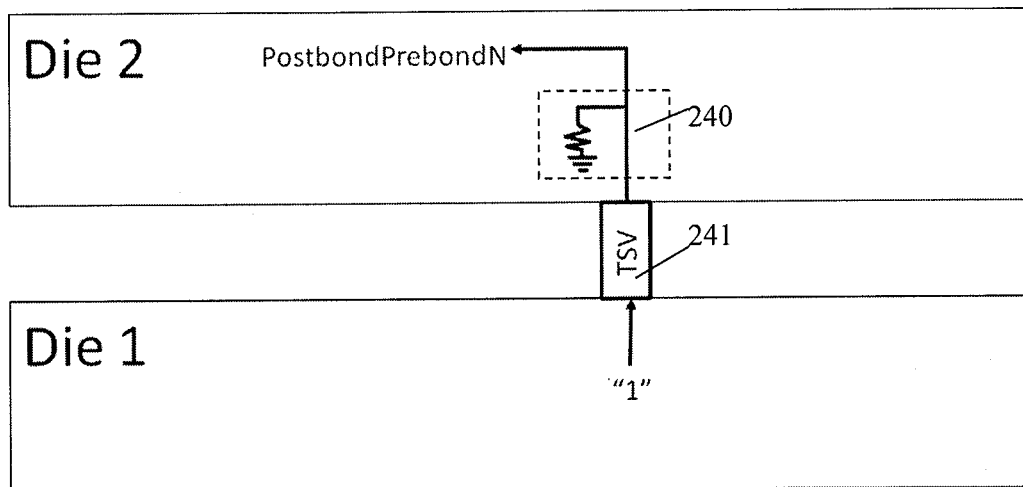 Die 2
PostbondPrebondN
240
TSV
241
Die 1
“1”